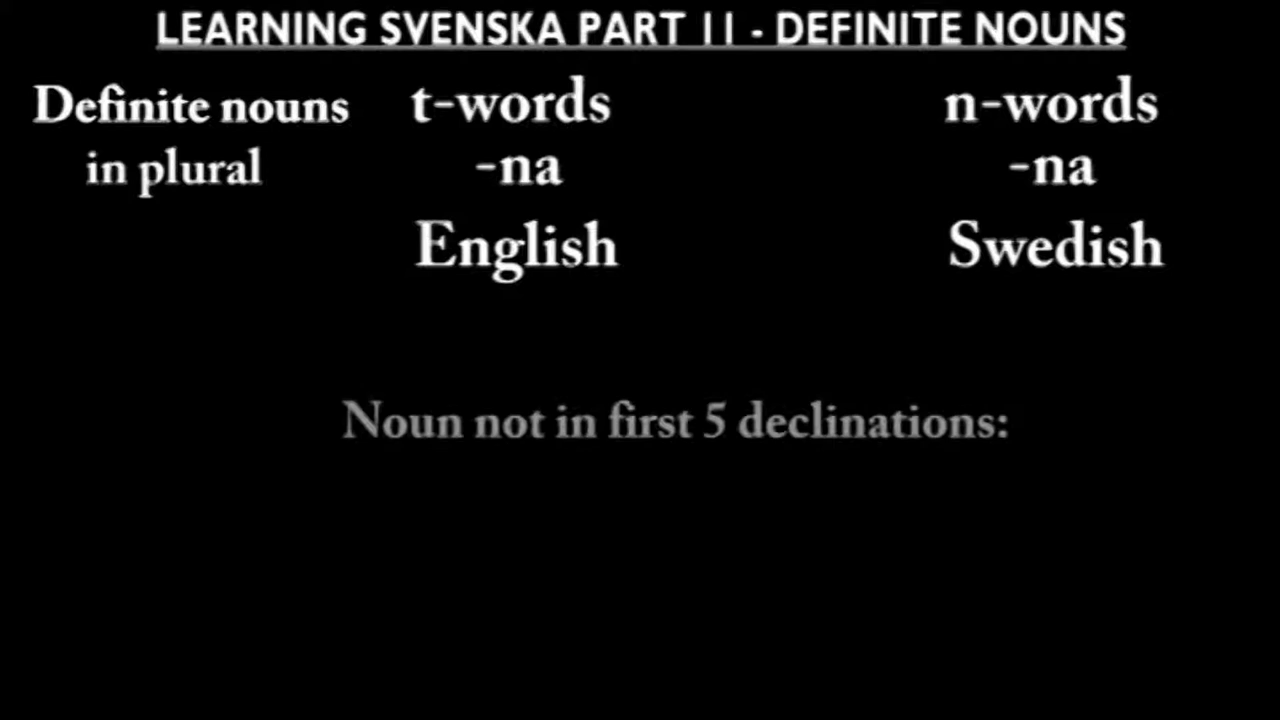 LEARNING SVENSKA PART 11 - DEFINITE NOUNS
Definite nouns t-words n-words
in plural -na -na
English Swedish
Noun not in first 5 declinations: